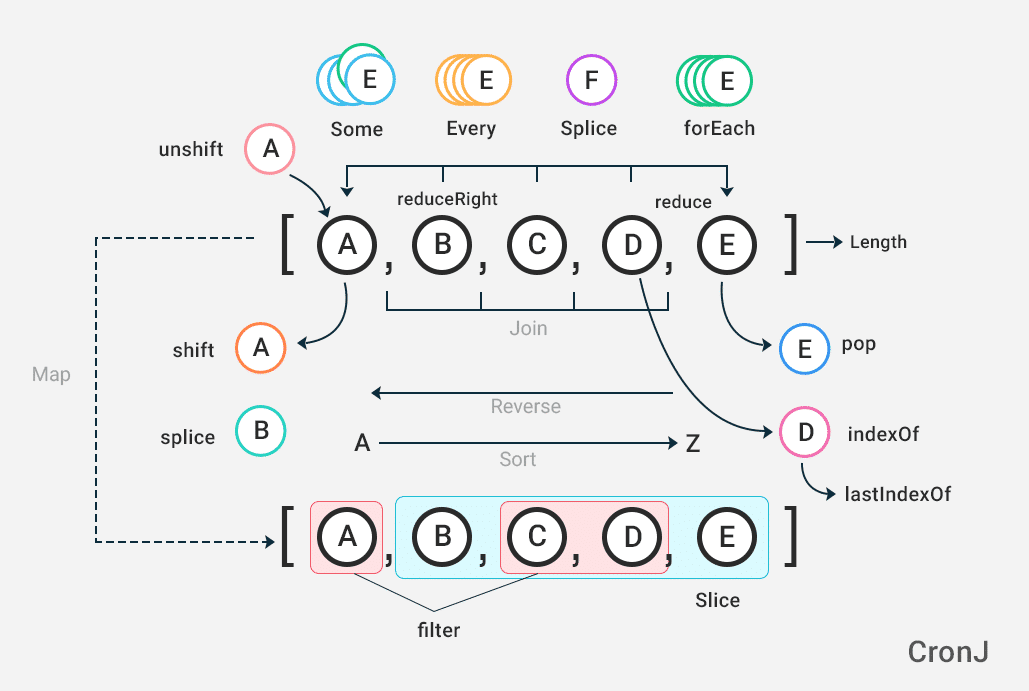 E E F E
Some Every Splice forEach
unshift A
reduceRight reduce
[ A , B , C , D , E ] Length
Join
shift A E pop
Map
Reverse
splice B A Z D indexOf
Sort
lastIndexOf
[ A , B , C , D , E ]
Slice
filter
CronJ